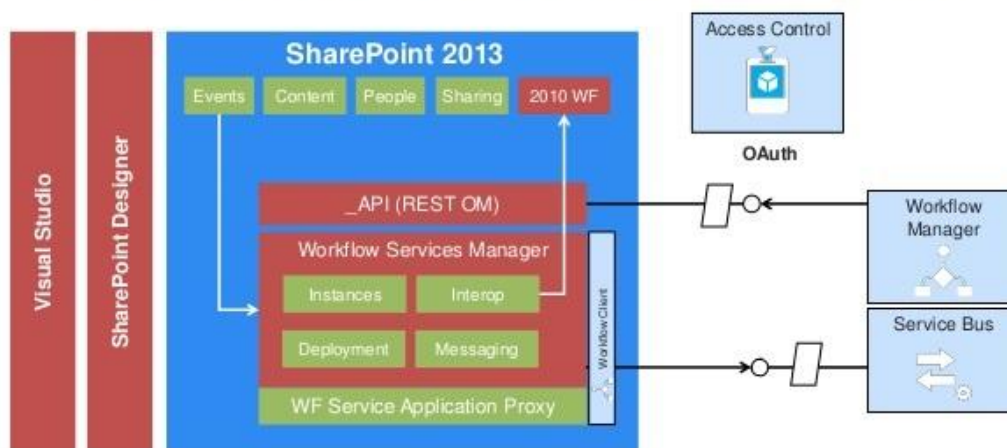 Visual Studio
SharePoint Designer
SharePoint 2013
Events
Content
People
Sharing
2010 WF
_API (REST OM)
Workflow Services Manager
Instances
Interop
Deployment
Messaging
WF Service Application Proxy
WorkflowClient
Access Control
OAuth
Workflow
Manager
Service Bus